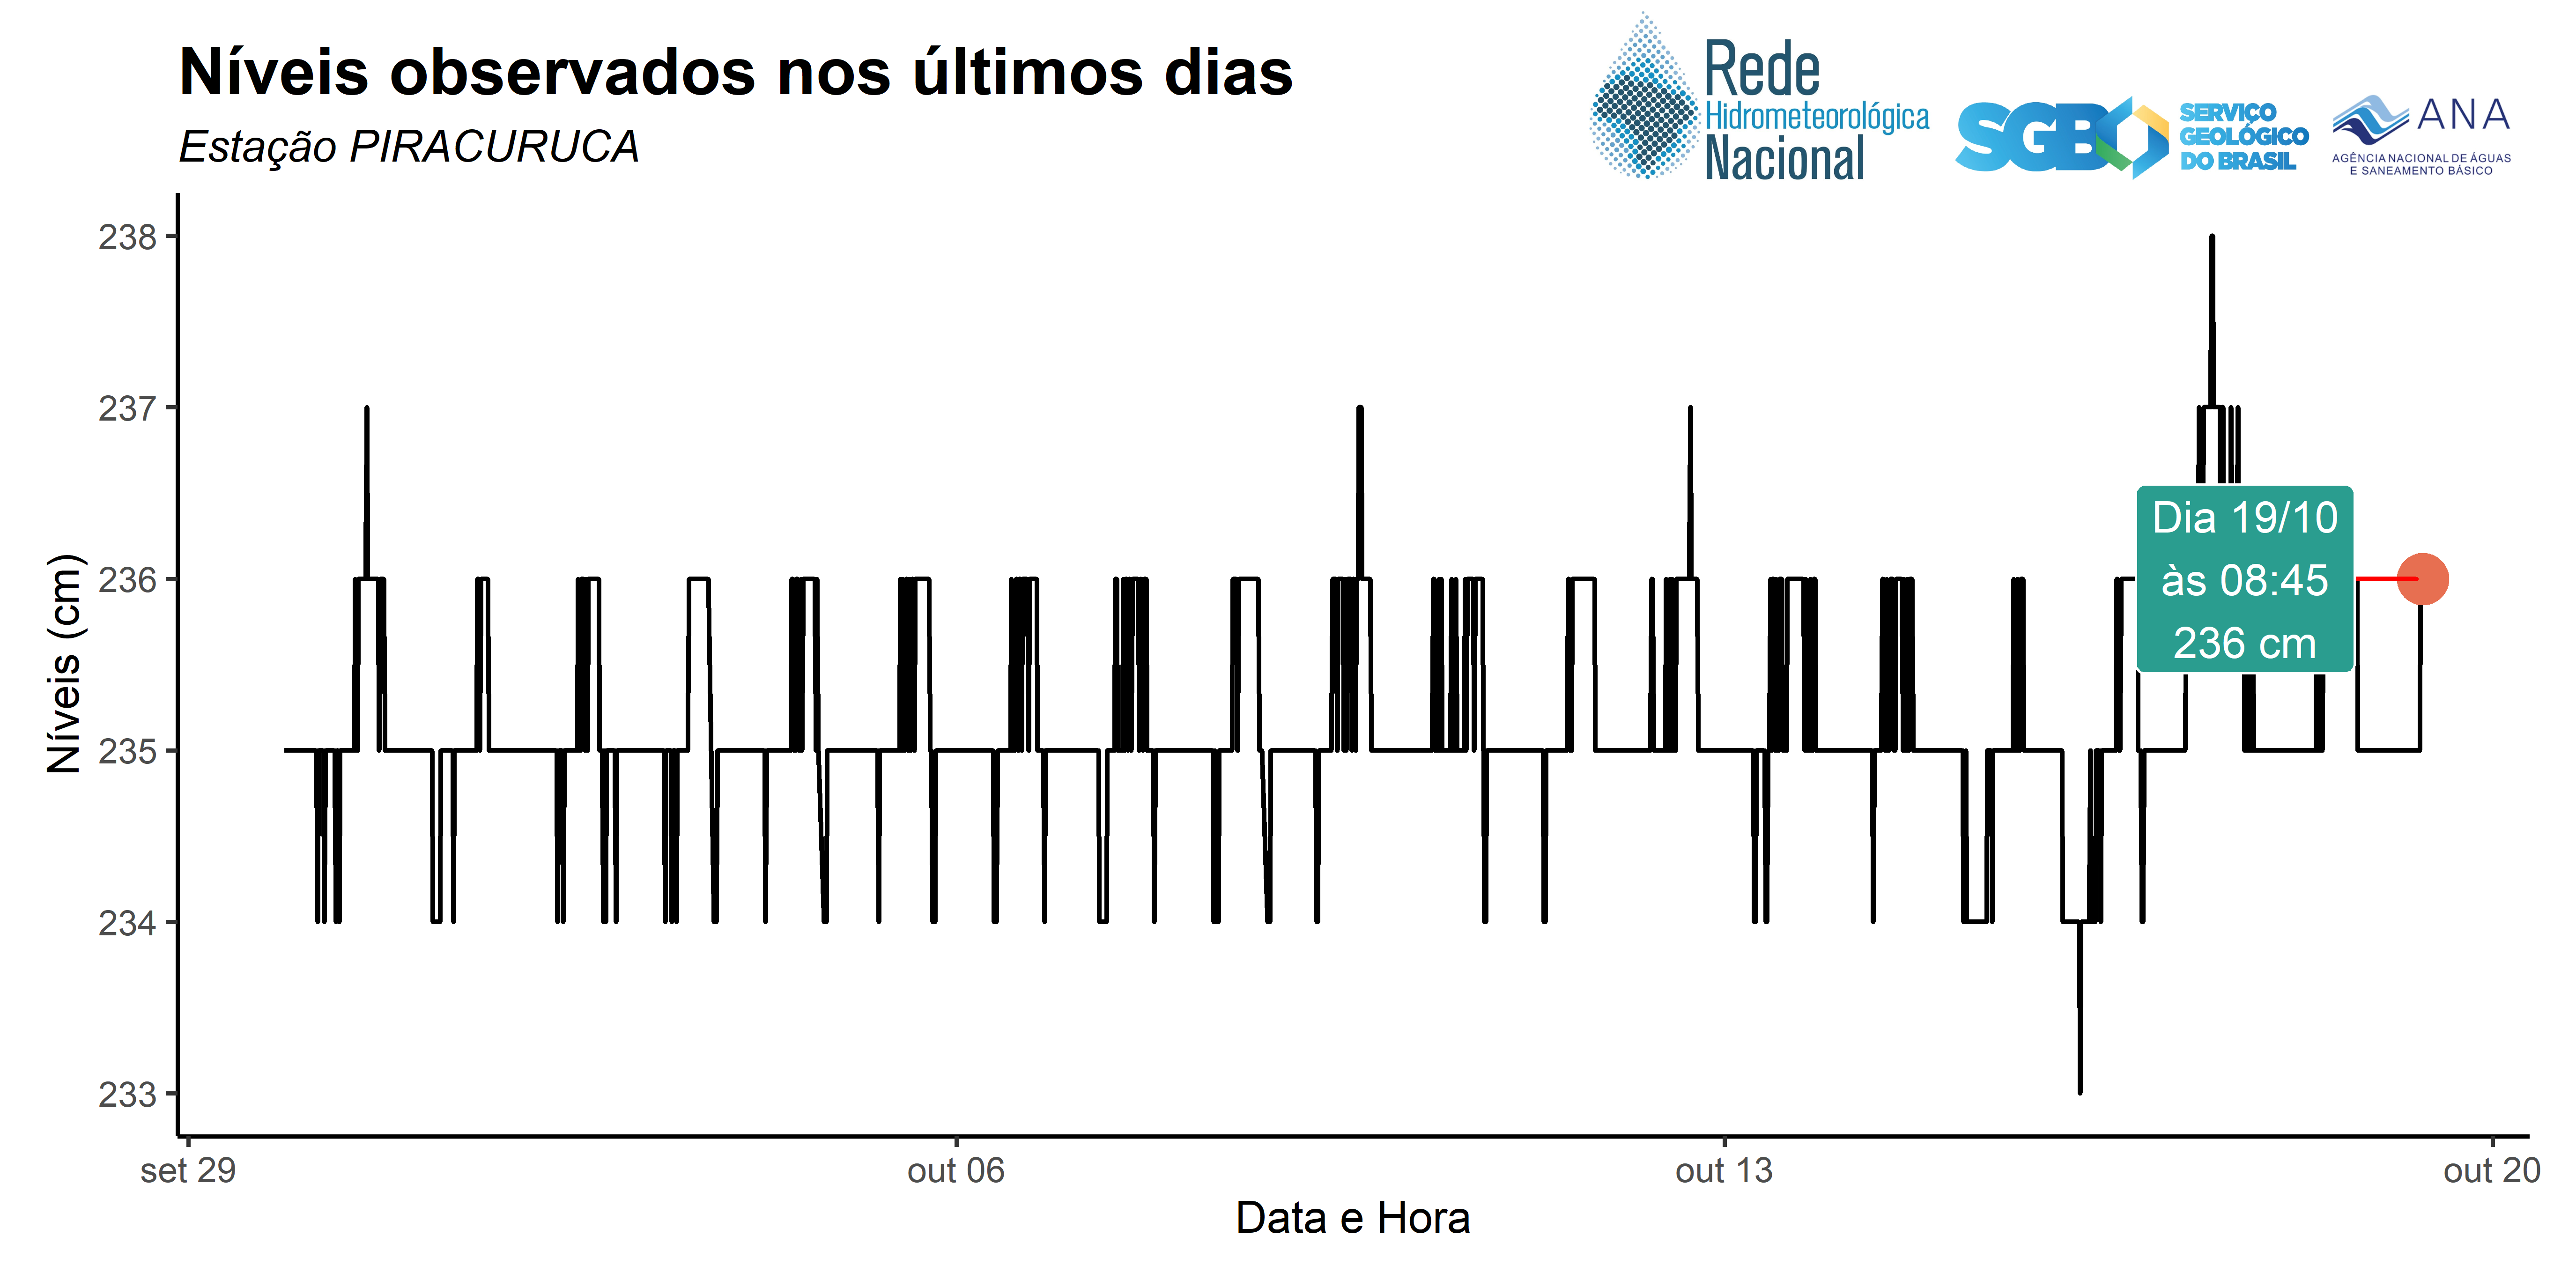 Níveis observados nos últimos dias
Estação PIRACURUCA
Rede
Hidrometeorológica
Nacional
SGB
SERVIÇO
GEOLÓGICO
DO BRASIL
ANA
AGÊNCIA NACIONAL DE ÁGUAS
E SANEAMENTO BÁSICO
238
237
236
235
234
233
Níveis (cm)
Dia 19/10
às 08:45
236 cm
set 29
out 06
out 13
out 20
Data e Hora